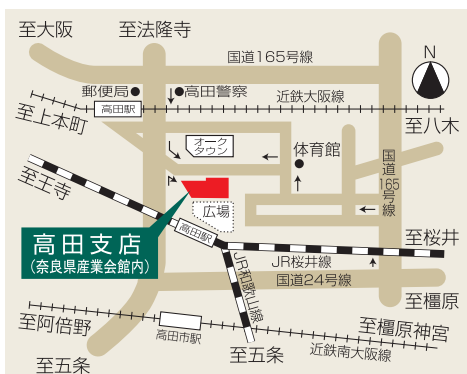 至大阪
至法隆寺
国道165号線
N
郵便局
高田警察
近鉄大阪線
高田駅
至上本町
至八木
オーク
タウン
体育館
国道165号線
至王寺
広場
高田駅
至桜井
高田支店
(奈良県産業会館内)
JR桜井線
国道24号線
JR和歌山線
至橿原
至阿倍野
高田市駅
至橿原神宮
近鉄南大阪線
至五条
至五条